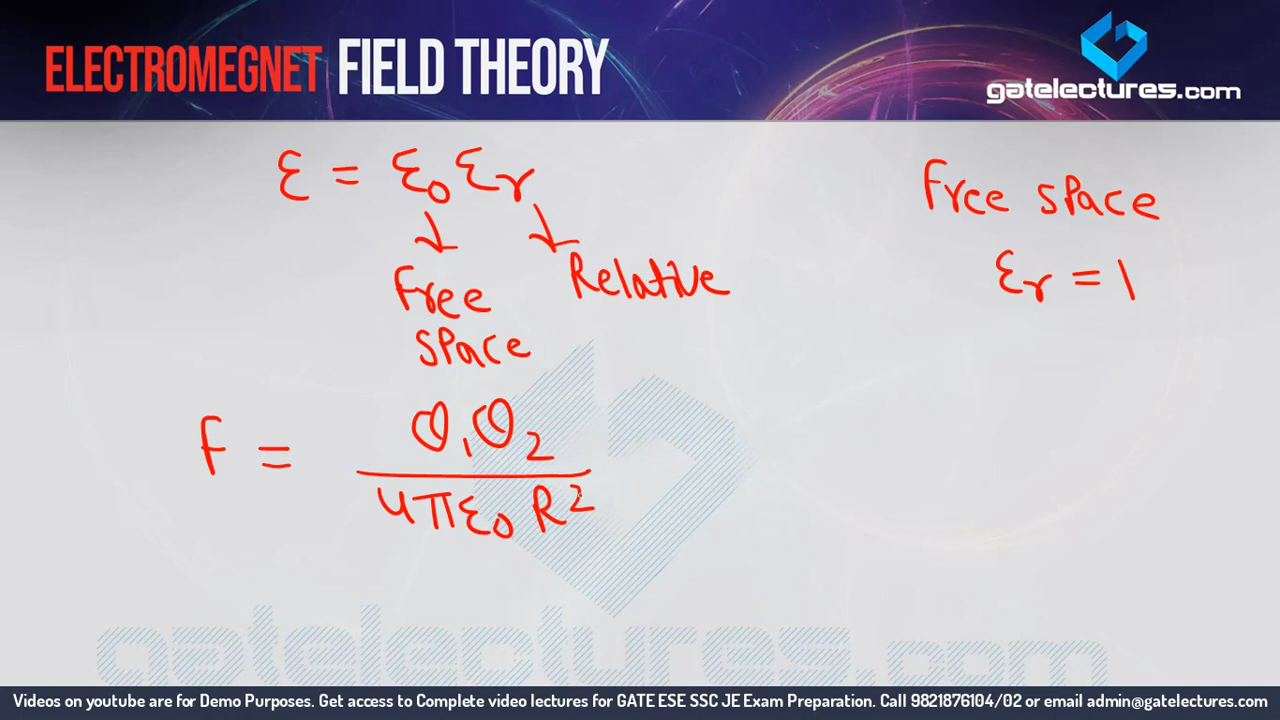 ELECTROMEGNET FIELD THEORY
gatelectures.com
ε = ε₀ εr
Free space
Relative
Free space
εr = 1
F = Q₁Q₂ / 4πε₀ R²
gatelectures.com
Videos on youtube are for Demo Purposes. Get access to Complete video lectures for GATE ESE SSC JE Exam Preparation. Call 9821876104/02 or email admin@gatelectures.com